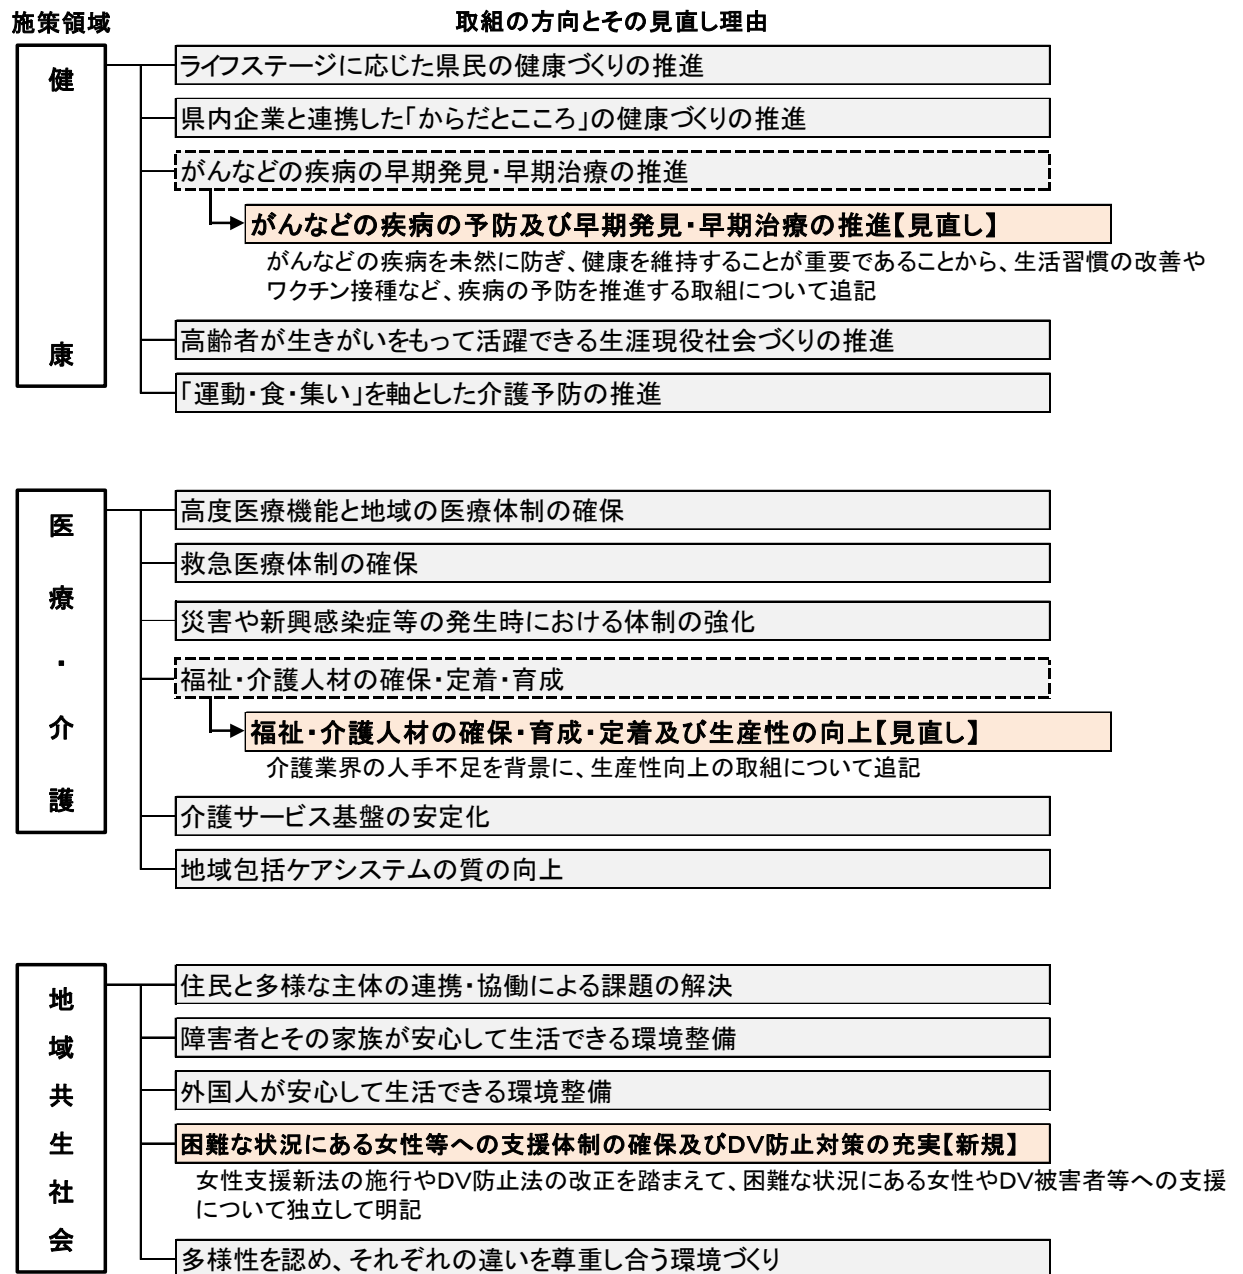 施策領域
取組の方向とその見直し理由
健康
ライフステージに応じた県民の健康づくりの推進
県内企業と連携した「からだとこころ」の健康づくりの推進
がんなどの疾病の早期発見・早期治療の推進
がんなどの疾病の予防及び早期発見・早期治療の推進【見直し】
がんなどの疾病を未然に防ぎ、健康を維持することが重要であることから、生活習慣の改善や
ワクチン接種など、疾病の予防を推進する取組について追記
高齢者が生きがいをもって活躍できる生涯現役社会づくりの推進
「運動・食・集い」を軸とした介護予防の推進
医療・介護
高度医療機能と地域の医療体制の確保
救急医療体制の確保
災害や新興感染症等の発生時における体制の強化
福祉・介護人材の確保・定着・育成
福祉・介護人材の確保・育成・定着及び生産性の向上【見直し】
介護業界の人手不足を背景に、生産性向上の取組について追記
介護サービス基盤の安定化
地域包括ケアシステムの質の向上
地域共生社会
住民と多様な主体の連携・協働による課題の解決
障害者とその家族が安心して生活できる環境整備
外国人が安心して生活できる環境整備
困難な状況にある女性等への支援体制の確保及びDV防止対策の充実【新規】
女性支援新法の施行やDV防止法の改正を踏まえて、困難な状況にある女性やDV被害者等への支援
について独立して明記
多様性を認め、それぞれの違いを尊重し合う環境づくり